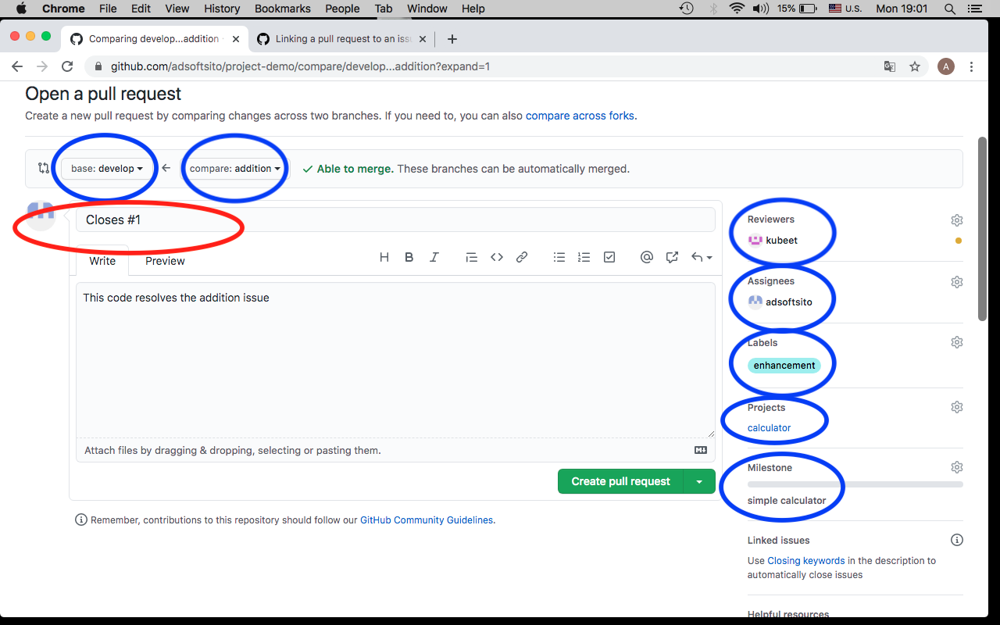 Chrome File Edit View History Bookmarks People Tab Window Help 15% U.S. Mon 19:01
Comparing develop...addition Linking a pull request to an iss
github.com/adsoftsito/project-demo/compare/develop...addition?expand=1 A
Open a pull request
Create a new pull request by comparing changes across two branches. If you need to, you can also compare across forks.
base: develop compare: addition Able to merge. These branches can be automatically merged.
Closes #1
Write Preview
This code resolves the addition issue
Attach files by dragging & dropping, selecting or pasting them.
Create pull request
Remember, contributions to this repository should follow our GitHub Community Guidelines.
Reviewers
kubeet
Assignees
adsoftsito
Labels
enhancement
Projects
calculator
Milestone
simple calculator
Linked issues
Use Closing keywords in the description to
automatically close issues
Helpful resources